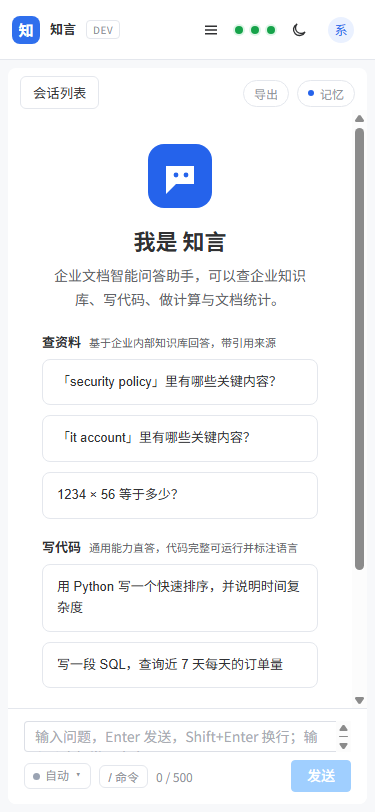 知 知言 DEV 系
会话列表 导出 记忆
我是 知言
企业文档智能问答助手，可以查企业知识
库、写代码、做计算与文档统计。
查资料 基于企业内部知识库回答，带引用来源
「security policy」里有哪些关键内容？
「it account」里有哪些关键内容？
1234 × 56 等于多少？
写代码 通用能力直答，代码完整可运行并标注语言
用 Python 写一个快速排序，并说明时间复
杂度
写一段 SQL，查询近 7 天每天的订单量
输入问题，Enter 发送，Shift+Enter 换行；输
自动 / 命令 0 / 500 发送